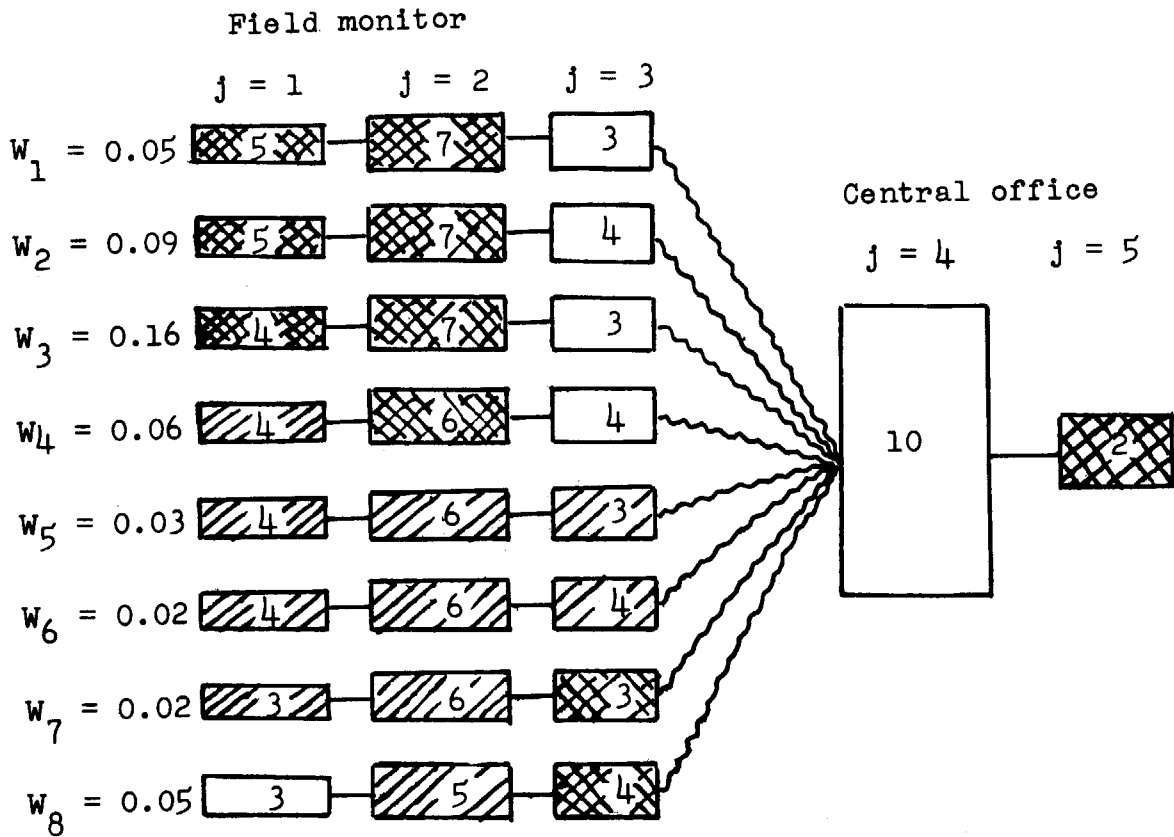 Field monitor
j = 1 j = 2 j = 3
W1 = 0.05 5 7 3
Central office
W2 = 0.09 5 7 4
j = 4 j = 5
W3 = 0.16 4 7 3
W4 = 0.06 4 6 4
10 2
W5 = 0.03 4 6 3
W6 = 0.02 4 6 4
W7 = 0.02 3 6 3
W8 = 0.05 3 5 4